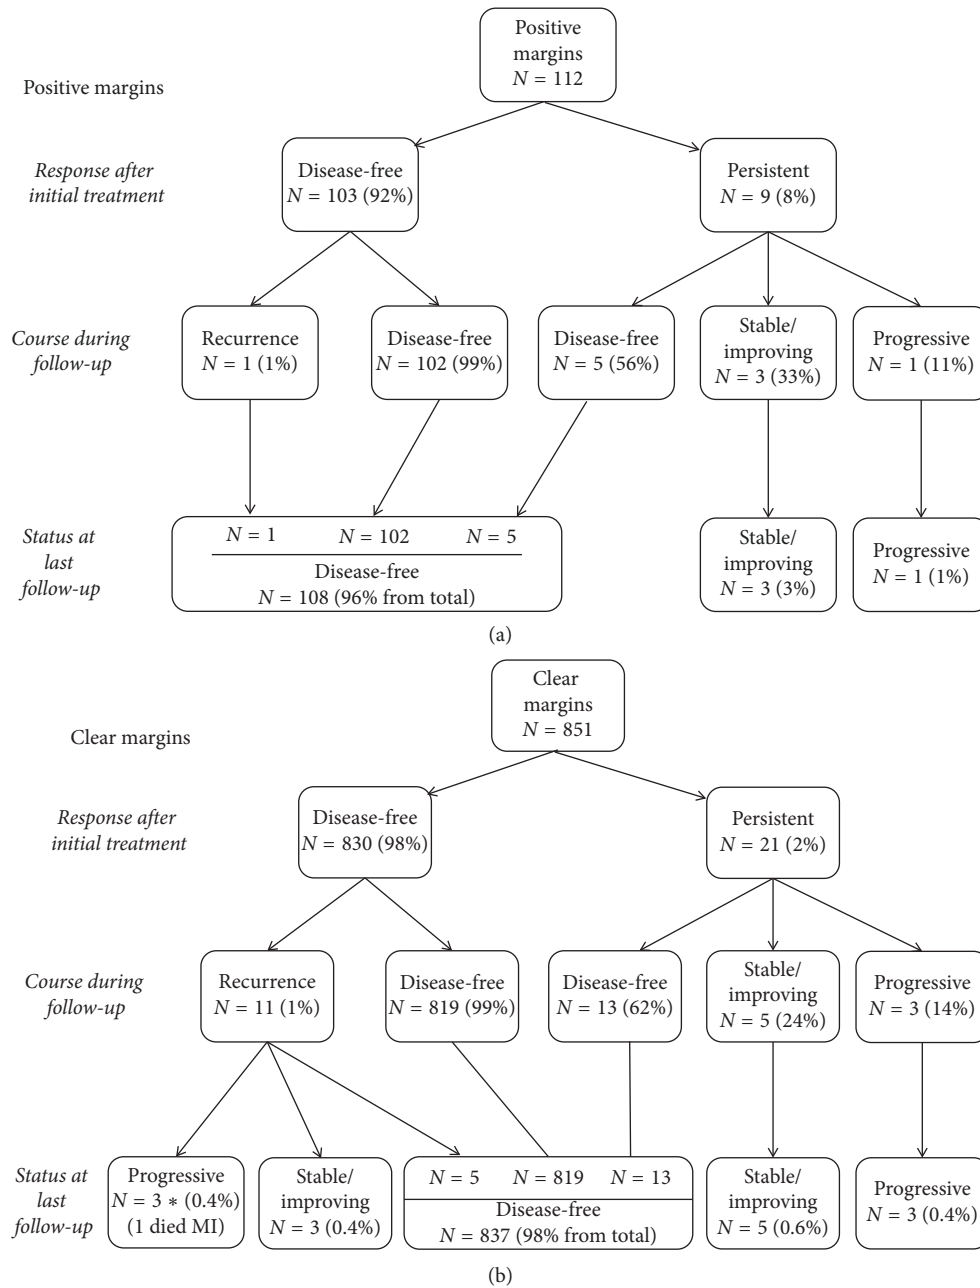 Positive
margins
N = 112
Positive margins
Response after
initial treatment
Disease-free
N = 103 (92%)
Persistent
N = 9 (8%)
Course during
follow-up
Recurrence
N = 1 (1%)
Disease-free
N = 102 (99%)
Disease-free
N = 5 (56%)
Stable/
improving
N = 3 (33%)
Progressive
N = 1 (11%)
Status at
last
follow-up
N = 1 N = 102 N = 5
Disease-free
N = 108 (96% from total)
Stable/
improving
N = 3 (3%)
Progressive
N = 1 (1%)
(a)
Clear
margins
N = 851
Clear margins
Response after
initial treatment
Disease-free
N = 830 (98%)
Persistent
N = 21 (2%)
Course during
follow-up
Recurrence
N = 11 (1%)
Disease-free
N = 819 (99%)
Disease-free
N = 13 (62%)
Stable/
improving
N = 5 (24%)
Progressive
N = 3 (14%)
Status at
last
follow-up
Progressive
N = 3 * (0.4%)
(1 died MI)
Stable/
improving
N = 3 (0.4%)
N = 5 N = 819 N = 13
Disease-free
N = 837 (98% from total)
Stable/
improving
N = 5 (0.6%)
Progressive
N = 3 (0.4%)
(b)